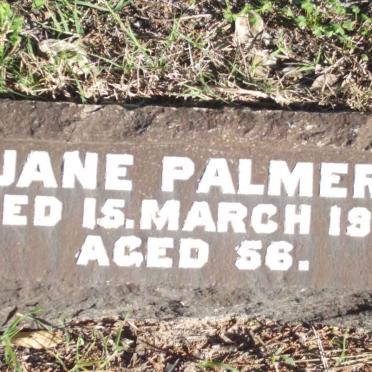 JANE PALMER
ED 15. MARCH 19
AGED 56.